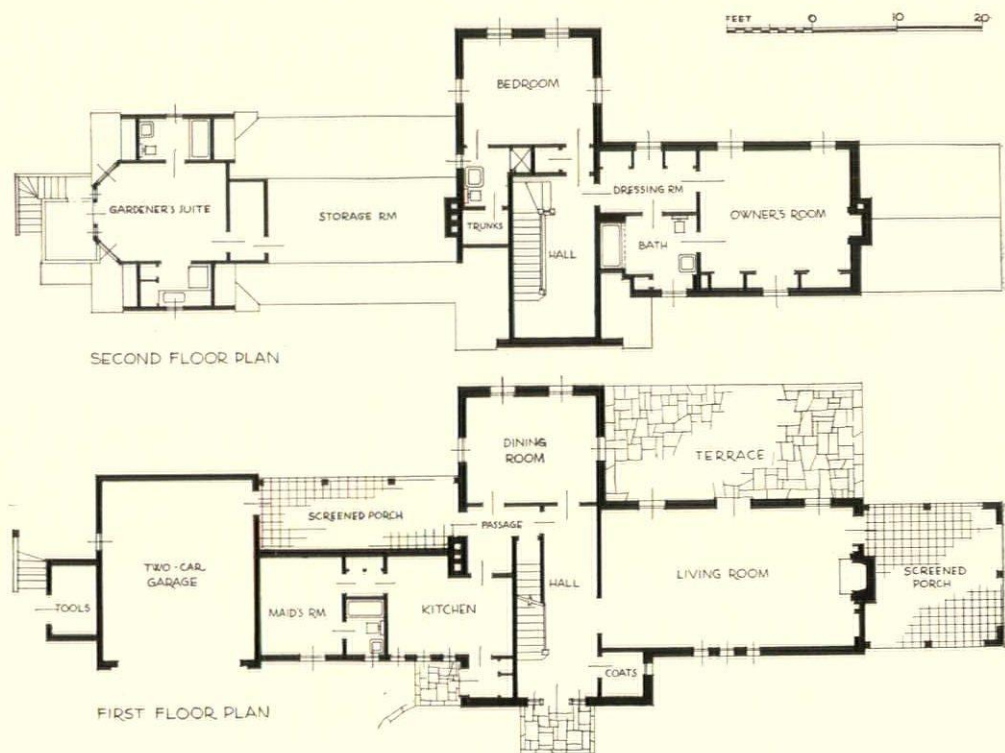 FEET 0 10 20
BEDROOM
GARDENER'S SUITE
STORAGE RM
TRUNKS
HALL
DRESSING RM
BATH
OWNER'S ROOM
SECOND FLOOR PLAN
DINING
ROOM
TERRACE
SCREENED PORCH
PASSAGE
TWO-CAR
GARAGE
TOOLS
MAID'S RM
KITCHEN
HALL
LIVING ROOM
SCREENED
PORCH
COATS
FIRST FLOOR PLAN